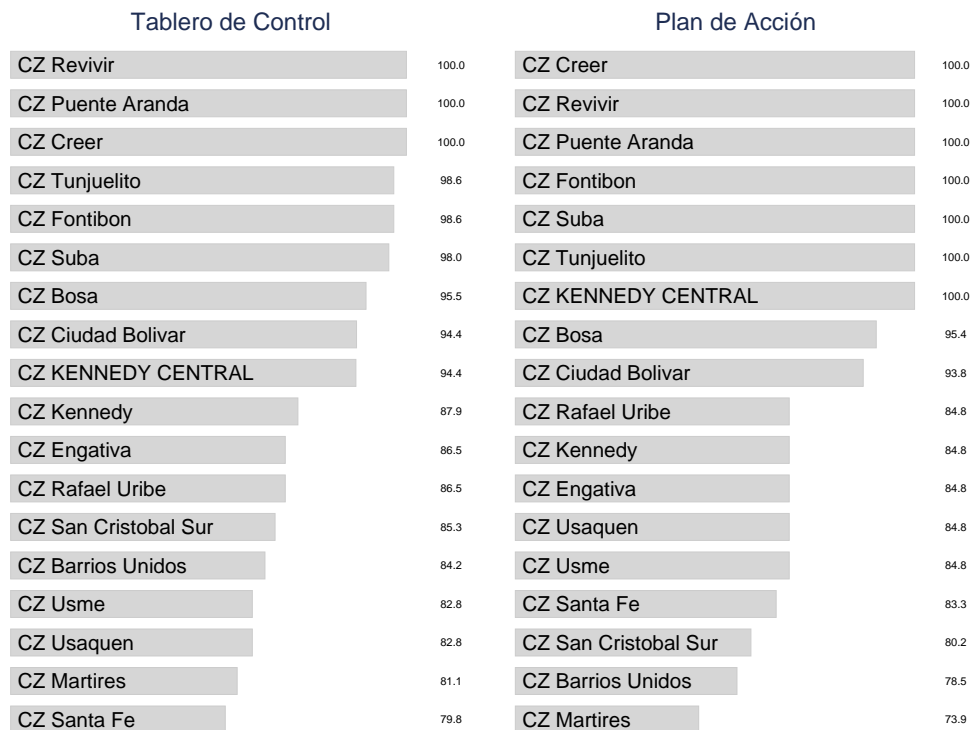 Tablero de Control
CZ Revivir 100.0
CZ Puente Aranda 100.0
CZ Creer 100.0
CZ Tunjuelito 98.6
CZ Fontibon 98.6
CZ Suba 98.0
CZ Bosa 95.5
CZ Ciudad Bolivar 94.4
CZ KENNEDY CENTRAL 94.4
CZ Kennedy 87.9
CZ Engativa 86.5
CZ Rafael Uribe 86.5
CZ San Cristobal Sur 85.3
CZ Barrios Unidos 84.2
CZ Usme 82.8
CZ Usaquen 82.8
CZ Martires 81.1
CZ Santa Fe 79.8
Plan de Acción
CZ Creer 100.0
CZ Revivir 100.0
CZ Puente Aranda 100.0
CZ Fontibon 100.0
CZ Suba 100.0
CZ Tunjuelito 100.0
CZ KENNEDY CENTRAL 100.0
CZ Bosa 95.4
CZ Ciudad Bolivar 93.8
CZ Rafael Uribe 84.8
CZ Kennedy 84.8
CZ Engativa 84.8
CZ Usaquen 84.8
CZ Usme 84.8
CZ Santa Fe 83.3
CZ San Cristobal Sur 80.2
CZ Barrios Unidos 78.5
CZ Martires 73.9